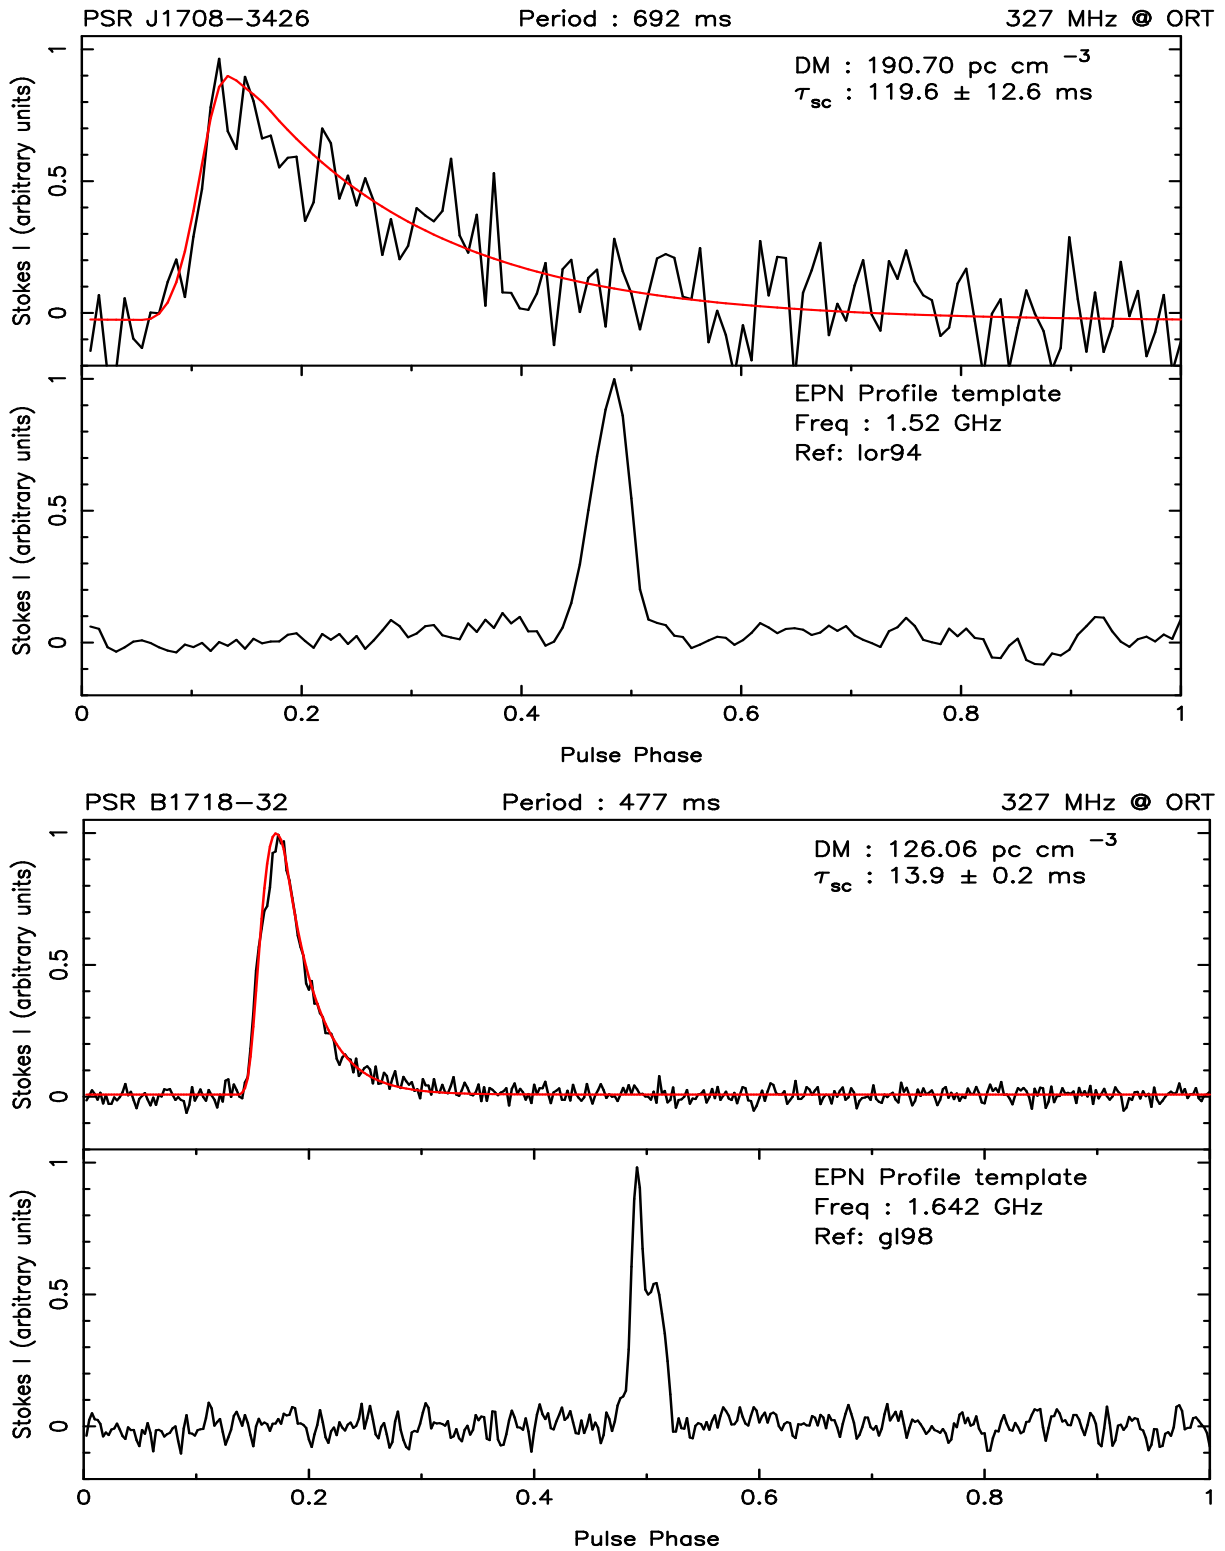 PSR J1708−3426 Period : 692 ms 327 MHz @ ORT
DM : 190.70 pc cm −3
τsc : 119.6 ± 12.6 ms
Stokes I (arbitrary units)
1
0.5
0
EPN Profile template
Freq : 1.52 GHz
Ref: lor94
Stokes I (arbitrary units)
1
0.5
0
0 0.2 0.4 0.6 0.8 1
Pulse Phase
PSR B1718−32 Period : 477 ms 327 MHz @ ORT
DM : 126.06 pc cm −3
τsc : 13.9 ± 0.2 ms
Stokes I (arbitrary units)
1
0.5
0
EPN Profile template
Freq : 1.642 GHz
Ref: gl98
Stokes I (arbitrary units)
1
0.5
0
0 0.2 0.4 0.6 0.8 1
Pulse Phase